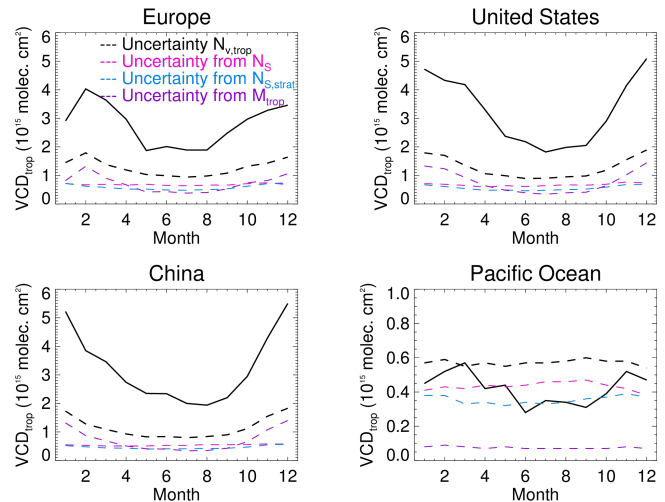 Europe
6
5
4
3
2
1
0
VCD_trop (10^15 molec. cm^2)
Uncertainty N_v,trop
Uncertainty from N_S
Uncertainty from N_S,strat
Uncertainty from M_trop
2 4 6 8 10 12
Month
United States
6
5
4
3
2
1
0
VCD_trop (10^15 molec. cm^2)
2 4 6 8 10 12
Month
China
6
5
4
3
2
1
0
VCD_trop (10^15 molec. cm^2)
2 4 6 8 10 12
Month
Pacific Ocean
1.0
0.8
0.6
0.4
0.2
0.0
VCD_trop (10^15 molec. cm^2)
2 4 6 8 10 12
Month